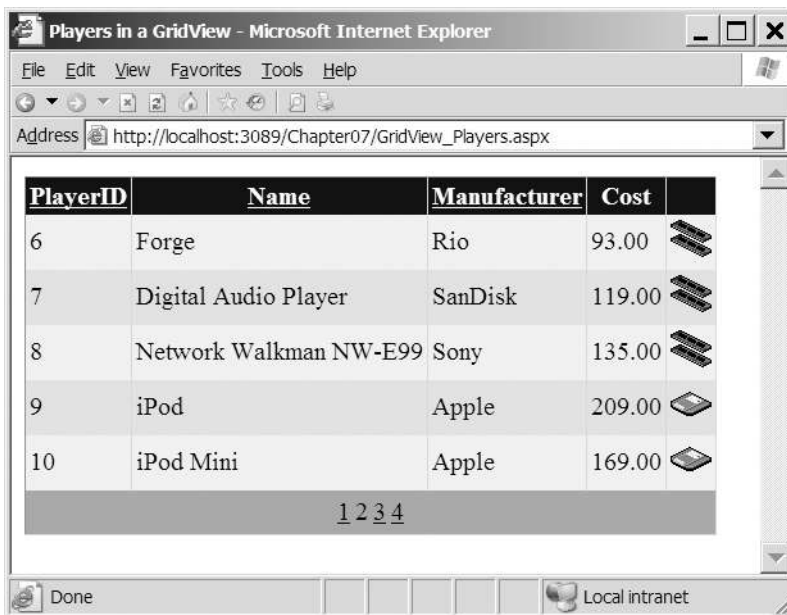 Players in a GridView - Microsoft Internet Explorer
File Edit View Favorites Tools Help
Address http://localhost:3089/Chapter07/GridView_Players.aspx
PlayerID Name Manufacturer Cost
6 Forge Rio 93.00
7 Digital Audio Player SanDisk 119.00
8 Network Walkman NW-E99 Sony 135.00
9 iPod Apple 209.00
10 iPod Mini Apple 169.00
1 2 3 4
Done Local intranet